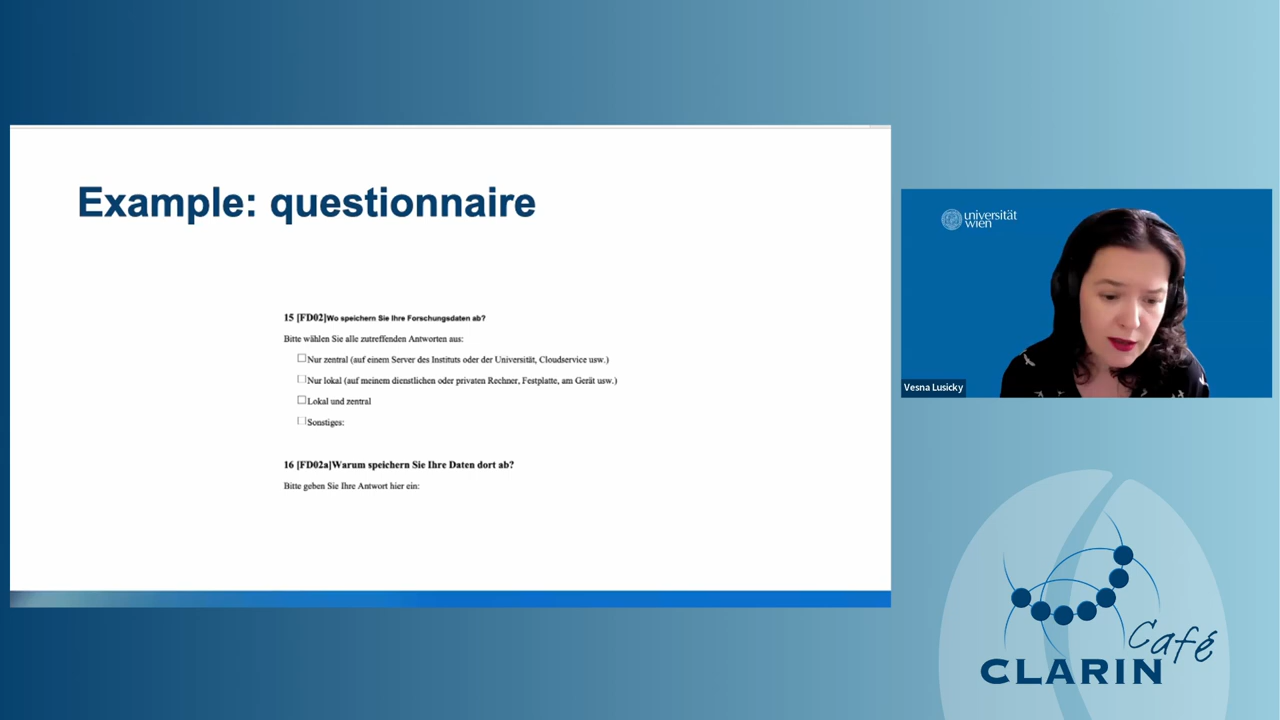 Example: questionnaire
15 [FD02]Wo speichern Sie Ihre Forschungsdaten ab?
Bitte wählen Sie alle zutreffenden Antworten aus:
Nur zentral (auf einem Server des Instituts oder der Universität, Cloudservice usw.)
Nur lokal (auf meinem dienstlichen oder privaten Rechner, Festplatte, am Gerät usw.)
Lokal und zentral
Sonstiges:
16 [FD02a]Warum speichern Sie Ihre Daten dort ab?
Bitte geben Sie Ihre Antwort hier ein:
universität
wien
Vesna Lusicky
Café
CLARIN